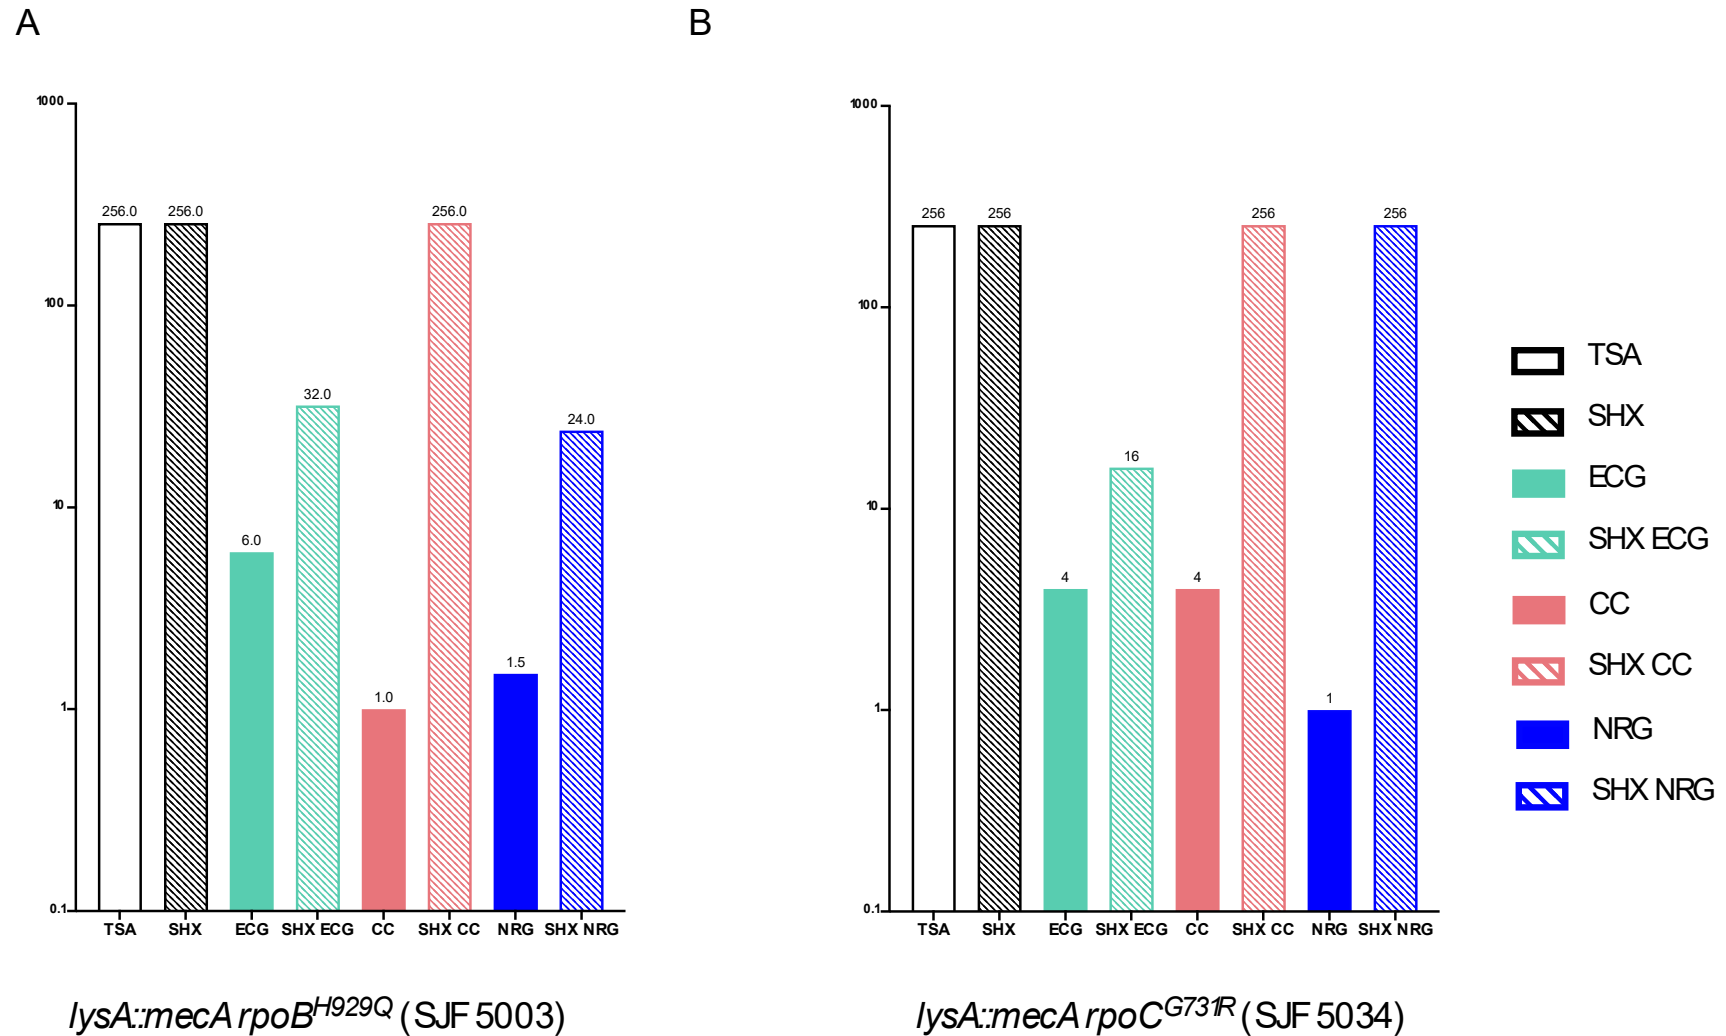 A
B
1000
100
10
1
0.1
256.0
256.0
6.0
32.0
1.0
256.0
1.5
24.0
TSA SHX ECG SHX ECG CC SHX CC NRG SHX NRG
lysA::mecA rpoB^H929Q (SJF 5003)
1000
100
10
1
0.1
256
256
4
16
4
256
1
256
TSA SHX ECG SHX ECG CC SHX CC NRG SHX NRG
lysA::mecA rpoC^G731R (SJF 5034)
TSA
SHX
ECG
SHX ECG
CC
SHX CC
NRG
SHX NRG